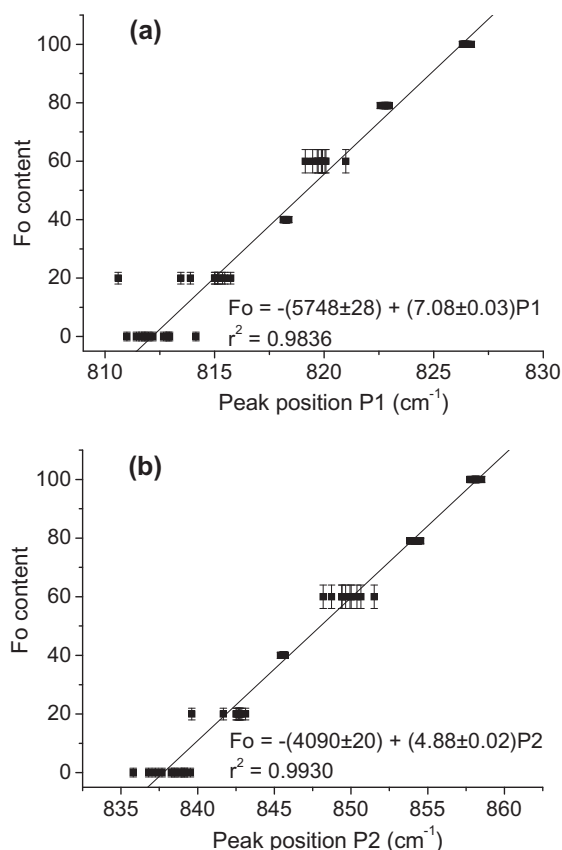 (a)
100
80
60
40
20
0
Fo content
Fo = -(5748±28) + (7.08±0.03)P1
r² = 0.9836
810 815 820 825 830
Peak position P1 (cm⁻¹)
(b)
100
80
60
40
20
0
Fo content
Fo = -(4090±20) + (4.88±0.02)P2
r² = 0.9930
835 840 845 850 855 860
Peak position P2 (cm⁻¹)